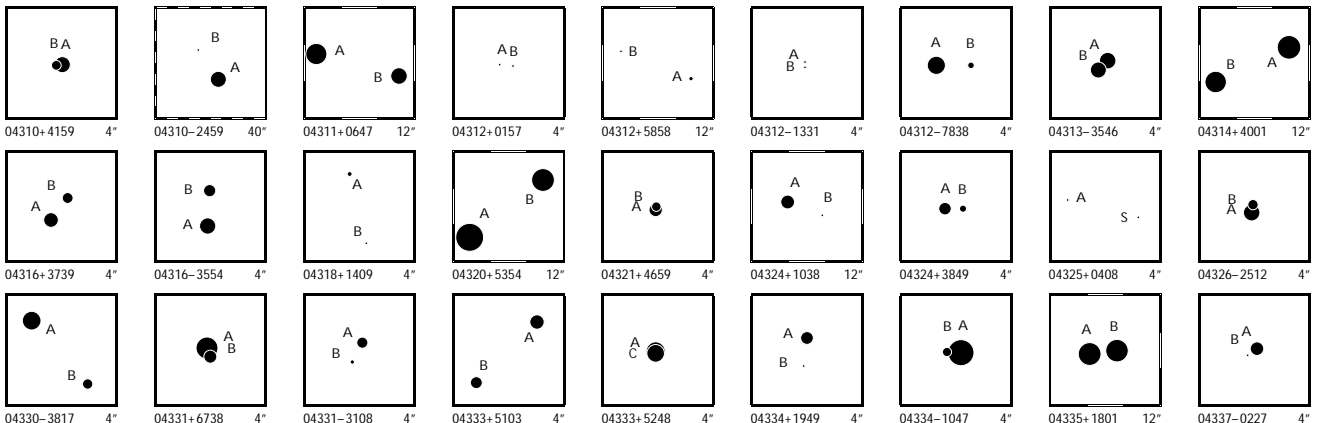 B A
04310+4159 4"
B
A
04310−2459 40"
A
B
04311+0647 12"
A B
04312+0157 4"
B
A
04312+5858 12"
A
B
04312−1331 4"
A B
04312−7838 4"
A
B
04313−3546 4"
B
A
04314+4001 12"
B
A
04316+3739 4"
B
A
04316−3554 4"
A
B
04318+1409 4"
B
A
04320+5354 12"
B
A
04321+4659 4"
A
B
04324+1038 12"
A B
04324+3849 4"
A
S
04325+0408 4"
B
A
04326−2512 4"
A
B
04330−3817 4"
A
B
04331+6738 4"
A
B
04331−3108 4"
A
B
04333+5103 4"
A
C
04333+5248 4"
A
B
04334+1949 4"
B A
04334−1047 4"
A B
04335+1801 12"
A
B
04337−0227 4"